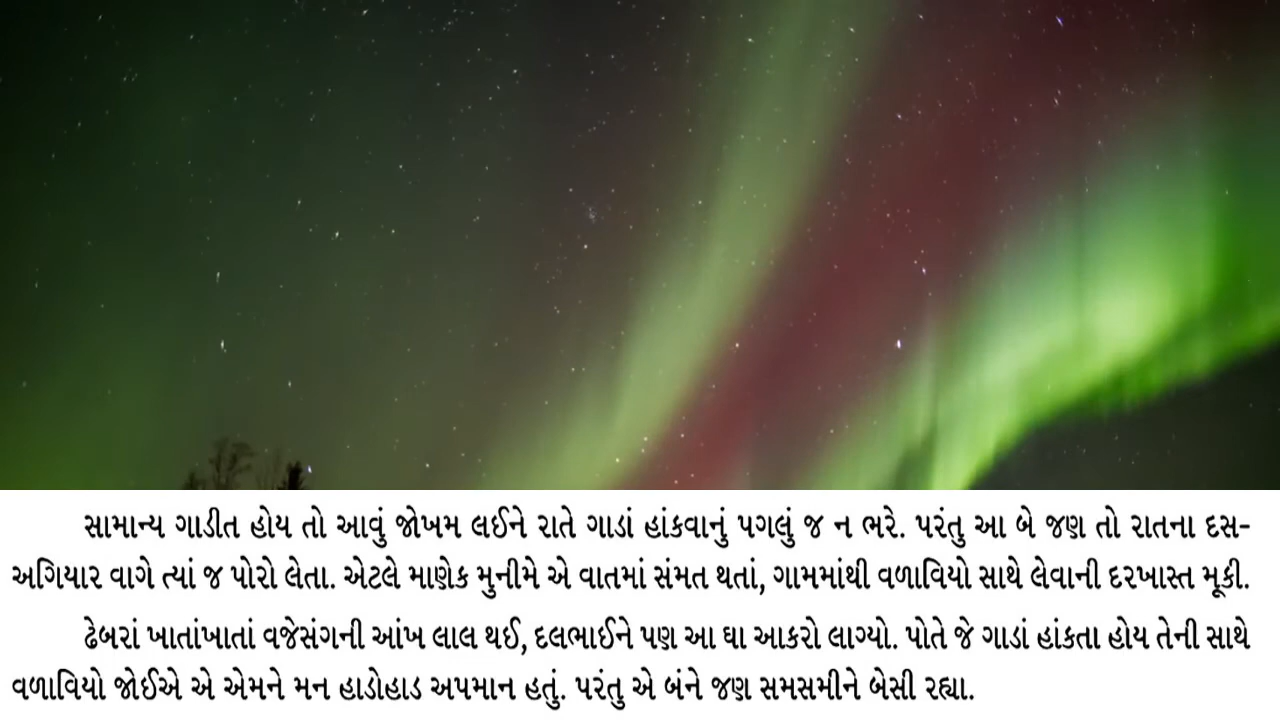 સામાન્ય ગાડીત હોય તો આવું જોખમ લઈને રાતે ગાડાં હાંકવાનું પગલું જ ન ભરે. પરંતુ આ બે જણ તો રાતના દસ-
અગિયાર વાગે ત્યાં જ પોરો લેતા. એટલે માણેક મુનીમે એ વાતમાં સંમત થતાં, ગામમાંથી વળાવિયો સાથે લેવાની દરખાસ્ત મૂકી.
ઢેબરાં ખાતાંખાતાં વજેસંગની આંખ લાલ થઈ, દલભાઈને પણ આ ઘા આકરો લાગ્યો. પોતે જે ગાડાં હાંકતા હોય તેની સાથે
વળાવિયો જોઈએ એ એમને મન હાડોહાડ અપમાન હતું. પરંતુ એ બંને જણ સમસમીને બેસી રહ્યા.